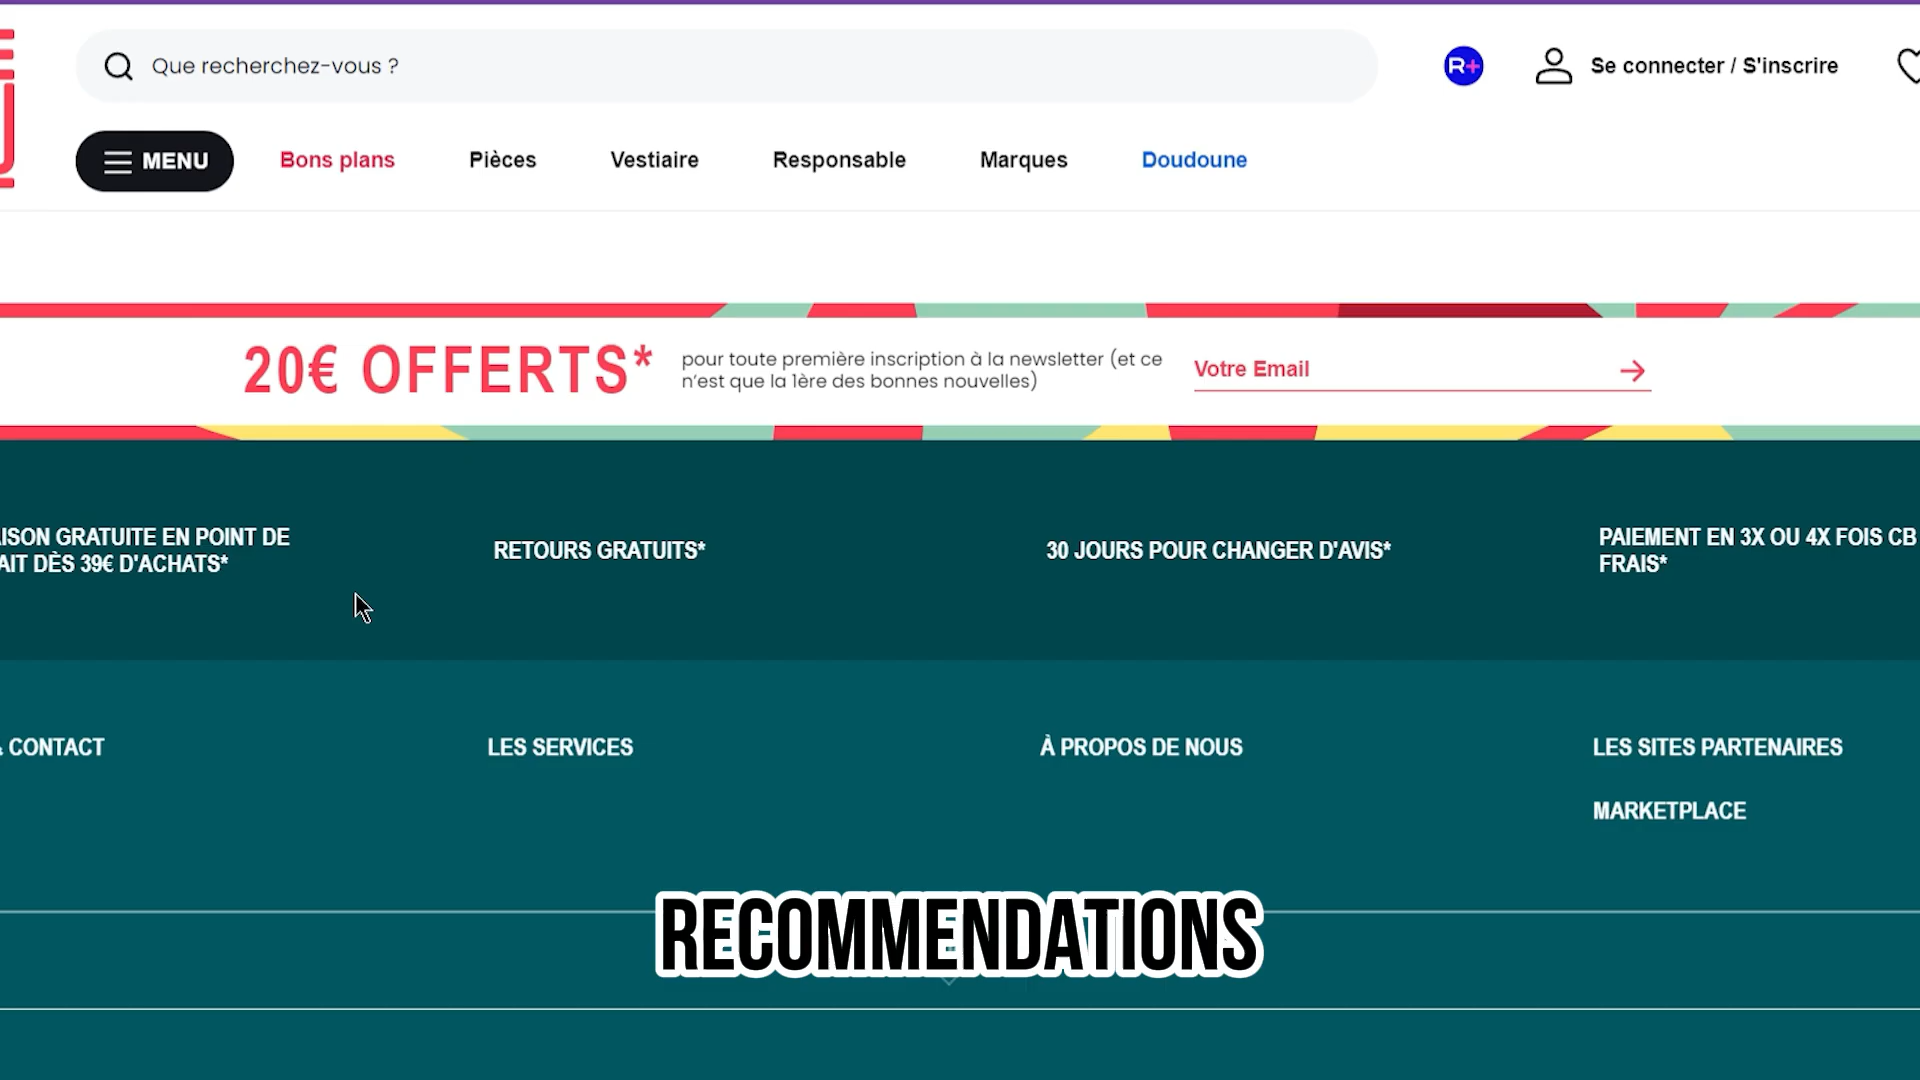 Que recherchez-vous ?
R+
Se connecter / S'inscrire
MENU
Bons plans
Pièces
Vestiaire
Responsable
Marques
Doudoune
20€ OFFERTS*
pour toute première inscription à la newsletter (et ce
n'est que la 1ère des bonnes nouvelles)
Votre Email
GRATUITE EN POINT DE
DÈS 39€ D'ACHATS*
RETOURS GRATUITS*
30 JOURS POUR CHANGER D'AVIS*
PAIEMENT EN 3X OU 4X FOIS CB
FRAIS*
CONTACT
LES SERVICES
À PROPOS DE NOUS
LES SITES PARTENAIRES
MARKETPLACE
RECOMMENDATIONS